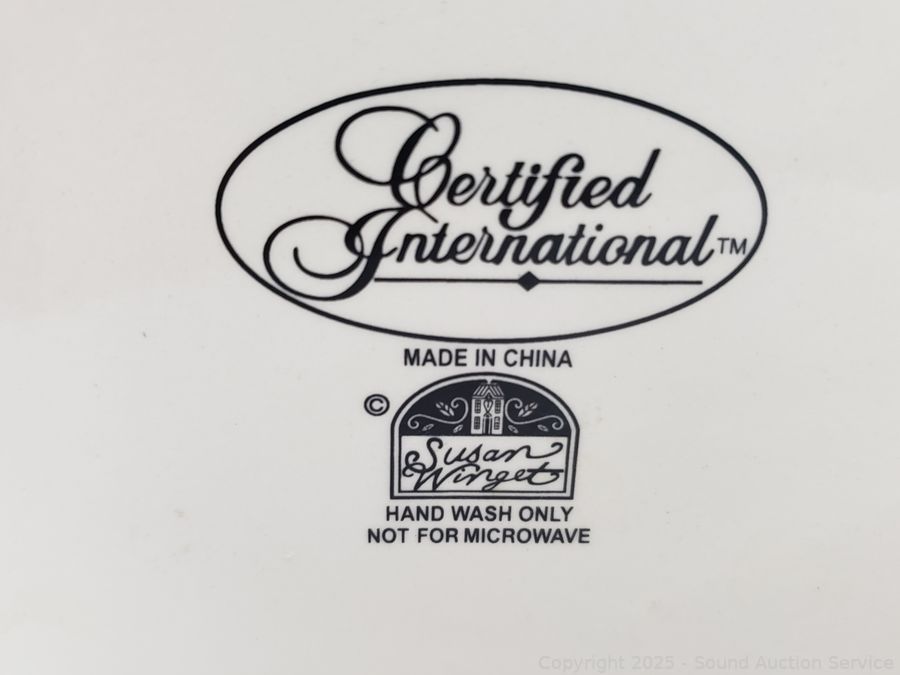 Certified
International™
MADE IN CHINA
©
Susan
Winget
HAND WASH ONLY
NOT FOR MICROWAVE
Copyright 2025 - Sound Auction Service